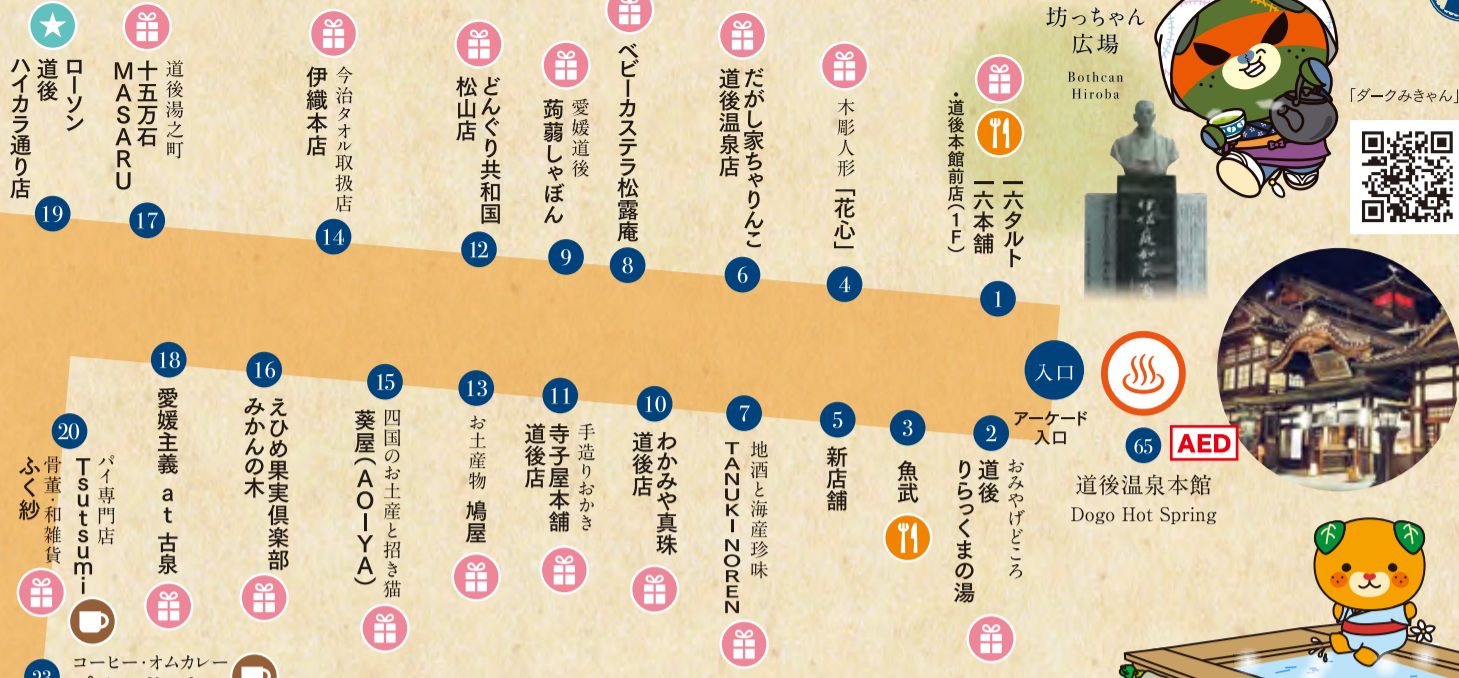 坊っちゃん
広場
Bothcan
Hiroba
「ダークみきゃん」
一六タルト
一六本舗
・道後本館前店(1F)
1
木彫人形「花心」
4
だがし家ちゃりんこ
道後温泉店
6
ベビーカステラ松露庵
8
愛媛道後
蒟蒻しゃぼん
9
どんぐり共和国
松山店
12
今治タオル取扱店
伊織本店
14
道後湯之町
十五万石
MASARU
17
ローソン
道後
ハイカラ通り店
19
入口
アーケード
入口
65
AED
道後温泉本館
Dogo Hot Spring
2
おみやげどころ
道後
りらっくまの湯
3
魚武
5
新店舗
7
地酒と海産珍味
TANUKI NOREN
10
わかみや真珠
道後店
11
手造りおかき
寺子屋本舗
道後店
13
お土産物 鳩屋
15
四国のお土産と招き猫
葵屋(AOIYA)
16
えひめ果実倶楽部
みかんの木
18
愛媛主義 at 古泉
20
パイ専門店
Tsutsumi
骨董・和雑貨
ふく紗
23
コーヒー・オムカレー